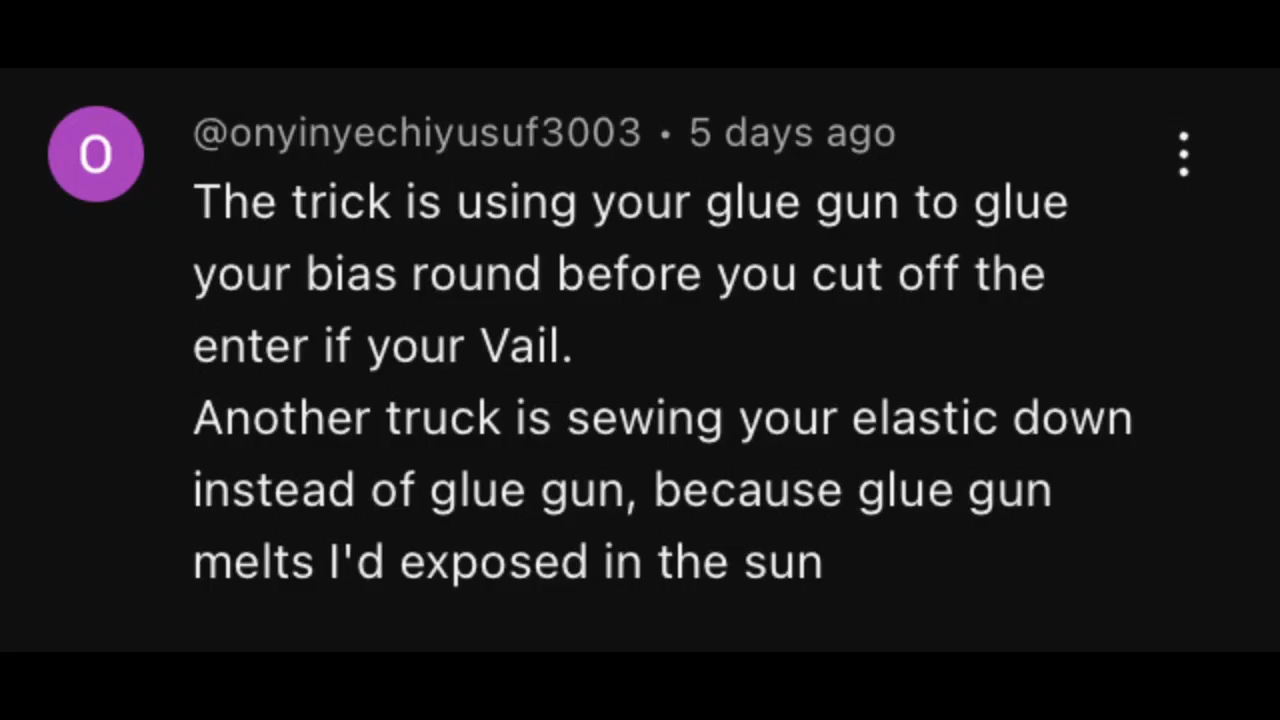 O
@onyinyechiyusuf3003 • 5 days ago
The trick is using your glue gun to glue
your bias round before you cut off the
enter if your Vail.
Another truck is sewing your elastic down
instead of glue gun, because glue gun
melts I'd exposed in the sun